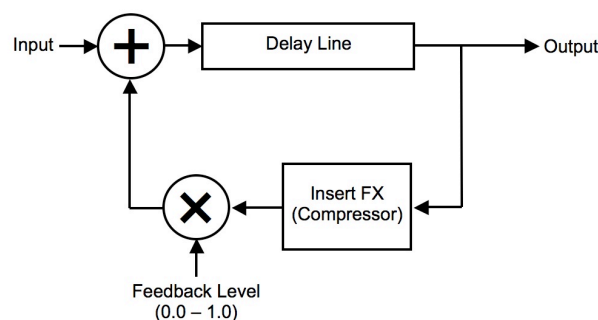 Input
+
Delay Line
Output
Insert FX
(Compressor)
×
Feedback Level
(0.0 – 1.0)